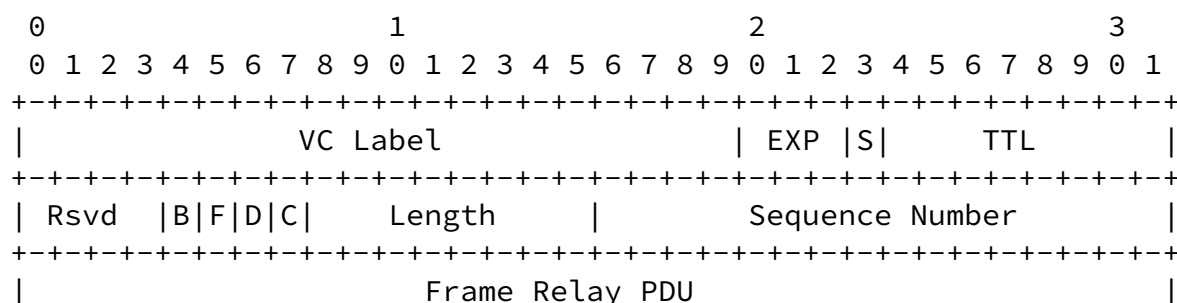 0                   1                   2                   3
 0 1 2 3 4 5 6 7 8 9 0 1 2 3 4 5 6 7 8 9 0 1 2 3 4 5 6 7 8 9 0 1
+-+-+-+-+-+-+-+-+-+-+-+-+-+-+-+-+-+-+-+-+-+-+-+-+-+-+-+-+-+-+-+-+
|               VC Label                | EXP |S|     TTL       |
+-+-+-+-+-+-+-+-+-+-+-+-+-+-+-+-+-+-+-+-+-+-+-+-+-+-+-+-+-+-+-+-+
| Rsvd  |B|F|D|C|    Length     |        Sequence Number        |
+-+-+-+-+-+-+-+-+-+-+-+-+-+-+-+-+-+-+-+-+-+-+-+-+-+-+-+-+-+-+-+-+
|                      Frame Relay PDU                          |